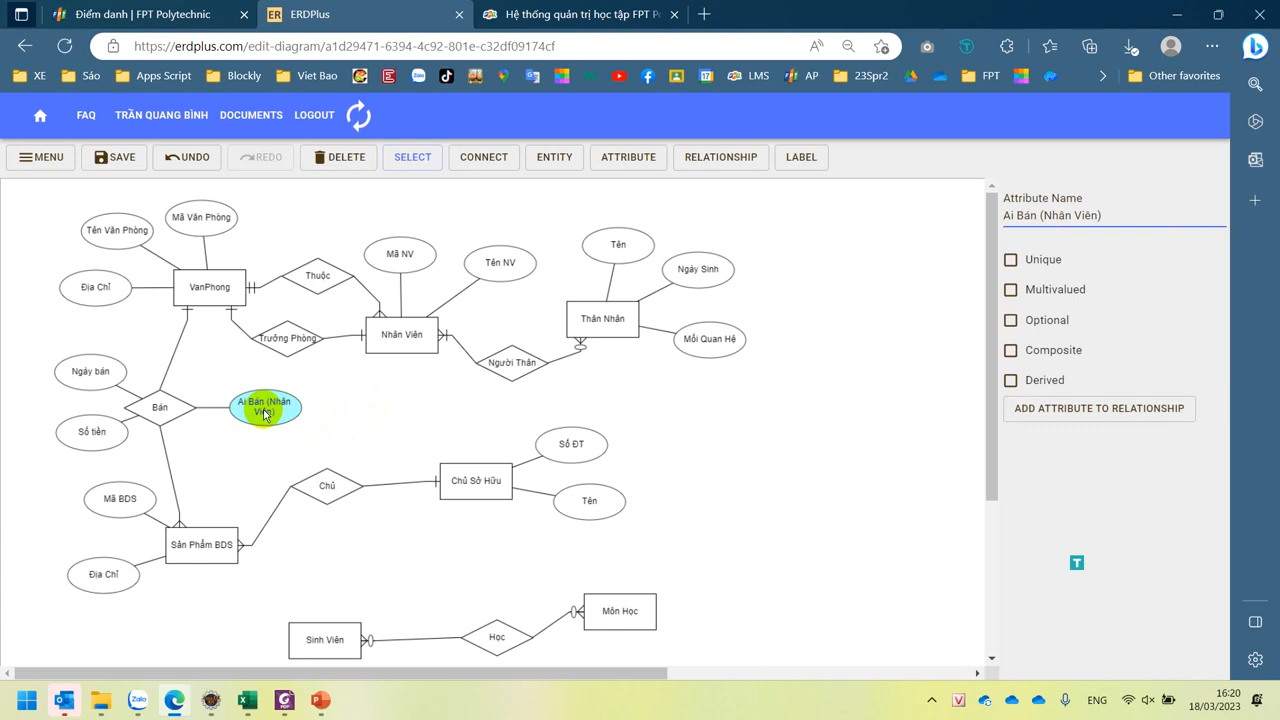 Điểm danh | FPT Polytechnic
ER ERDPlus
Hệ thống quản trị học tập FPT Po
https://erdplus.com/edit-diagram/a1d29471-6394-4c92-801e-c32df09174cf
XE
Sáo
Apps Script
Blockly
Viet Bao
LMS
AP
23Spr2
FPT
Other favorites
FAQ
TRẦN QUANG BÌNH
DOCUMENTS
LOGOUT
MENU
SAVE
UNDO
REDO
DELETE
SELECT
CONNECT
ENTITY
ATTRIBUTE
RELATIONSHIP
LABEL
Attribute Name
Ai Bán (Nhân Viên)
Unique
Multivalued
Optional
Composite
Derived
ADD ATTRIBUTE TO RELATIONSHIP
Tên Văn Phòng
Mã Văn Phòng
Địa Chỉ
VanPhong
Thuộc
Mã NV
Tên NV
Trưởng Phòng
Nhân Viên
Tên
Ngày Sinh
Thân Nhân
Mối Quan Hệ
Người Thân
Ngày bán
Bán
Số tiền
Ai Bán (Nhân
Viên)
Số ĐT
Chủ
Chủ Sở Hữu
Tên
Mã BDS
Sản Phẩm BDS
Địa Chỉ
Môn Học
Sinh Viên
Học
T
ENG
16:20
18/03/2023